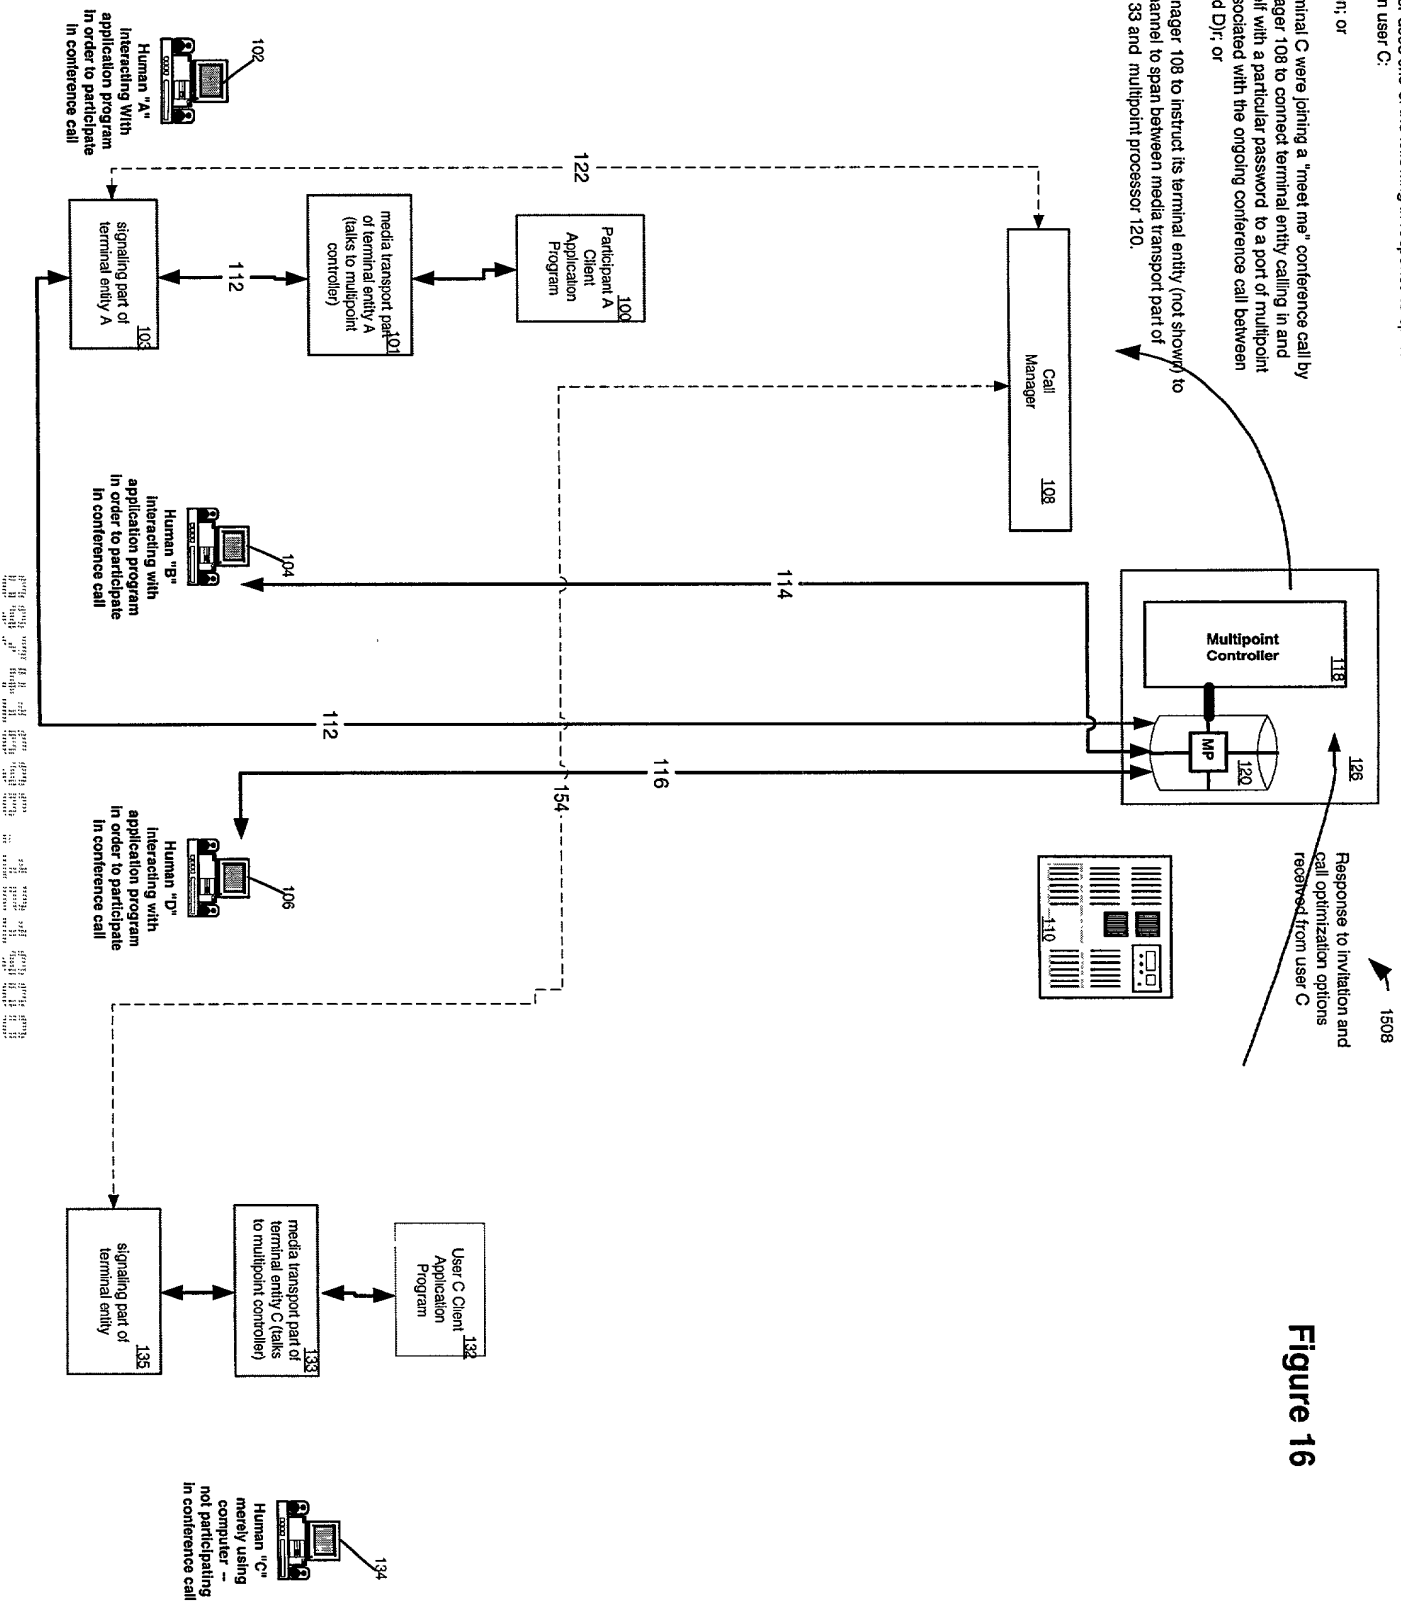 n user C:
n; or
minal C were joining a "meet me" conference call by
ager 108 to connect terminal entity calling in and
elf with a particular password to a port of multipoint
sociated with the ongoing conference call between
d D)r; or
nager 108 to instruct its terminal entity (not shown) to
annel to span between media transport part of
33 and multipoint processor 120.
Figure 16
1508
Response to invitation and
call optimization options
received from user C
126
118
Multipoint
Controller
MP
120
110
Call
Manager
108
122
114
116
154
112
112
Participant A
Client
Application
Program
100
media transport part
of terminal entity A
(talks to multipoint
controller)
101
signaling part of
terminal entity A
103
User C Client
Application
Program
132
media transport part of
terminal entity C (talks
to multipoint controller)
133
signaling part of
terminal entity
135
102
Human "A"
Interacting With
application program
in order to participate
in conference call
104
Human "B"
interacting with
application program
in order to participate
in conference call
106
Human "D"
interacting with
application program
in order to participate
in conference call
134
Human "C"
merely using
computer --
not participating
in conference call